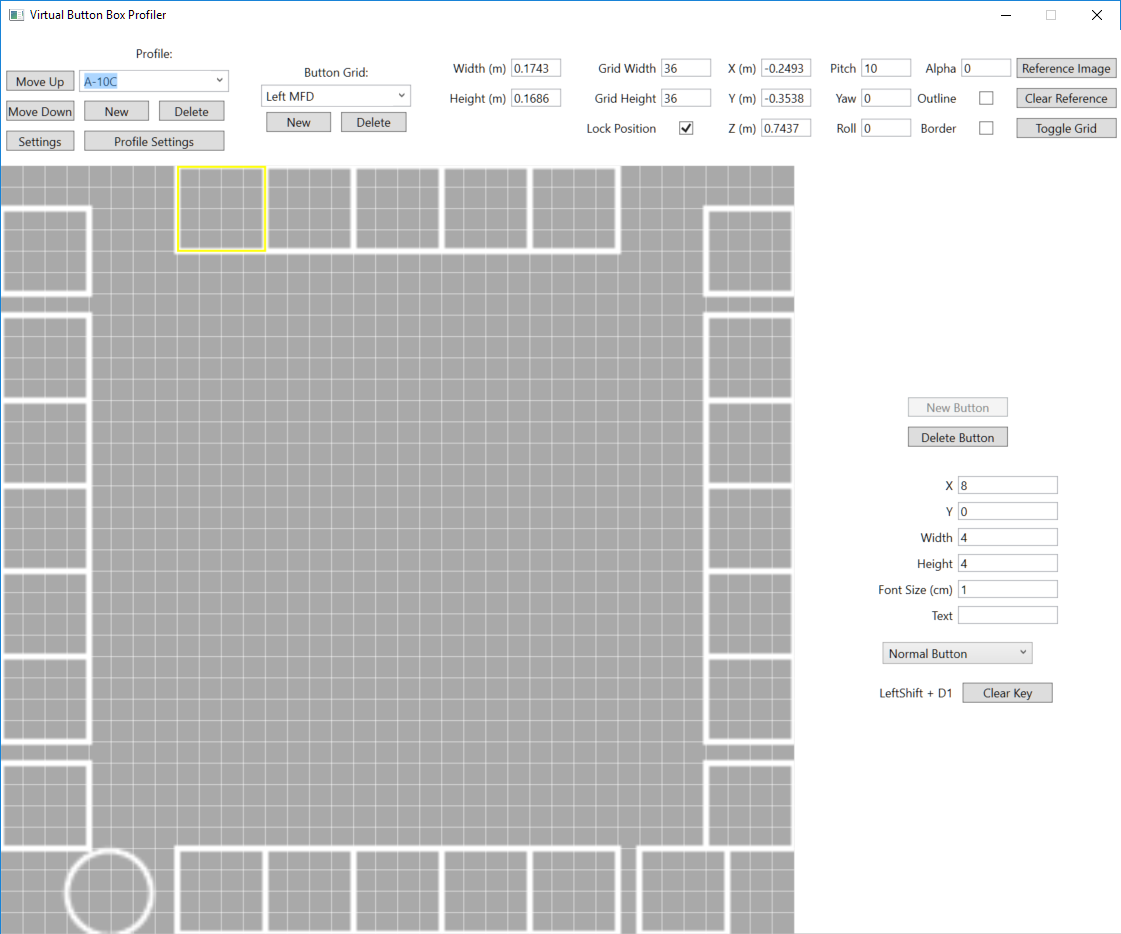 Virtual Button Box Profiler
Profile:
Move Up A-10C
Move Down New Delete
Settings Profile Settings
Button Grid:
Left MFD
New Delete
Width (m) 0.1743 Grid Width 36 X (m) -0.2493 Pitch 10 Alpha 0 Reference Image
Height (m) 0.1686 Grid Height 36 Y (m) -0.3538 Yaw 0 Outline Clear Reference
Lock Position Z (m) 0.7437 Roll 0 Border Toggle Grid
New Button
Delete Button
X 8
Y 0
Width 4
Height 4
Font Size (cm) 1
Text
Normal Button
LeftShift + D1 Clear Key